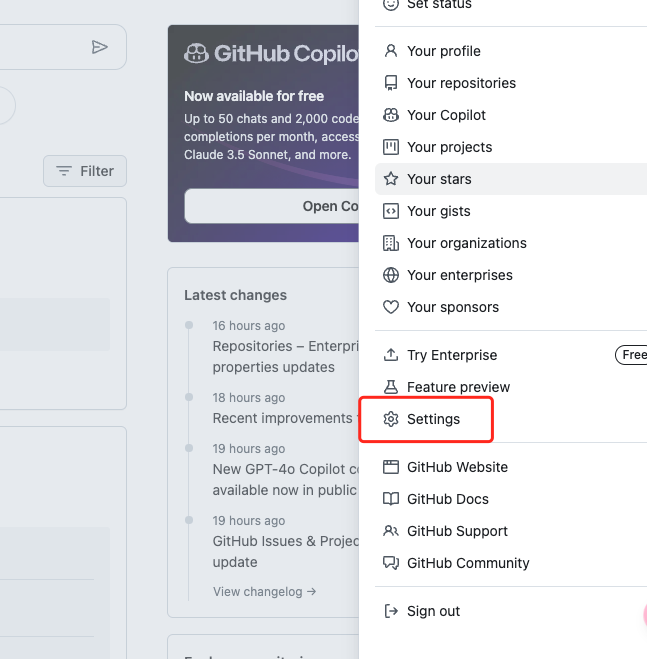 Filter
GitHub Copilo
Now available for free
Up to 50 chats and 2,000 code
completions per month, access
Claude 3.5 Sonnet, and more.
Open Co
Latest changes
16 hours ago
Repositories – Enterpri
properties updates
18 hours ago
Recent improvements
19 hours ago
New GPT-4o Copilot co
available now in public
19 hours ago
GitHub Issues & Projec
update
View changelog →
Set status
Your profile
Your repositories
Your Copilot
Your projects
Your stars
Your gists
Your organizations
Your enterprises
Your sponsors
Try Enterprise
Free
Feature preview
Settings
GitHub Website
GitHub Docs
GitHub Support
GitHub Community
Sign out